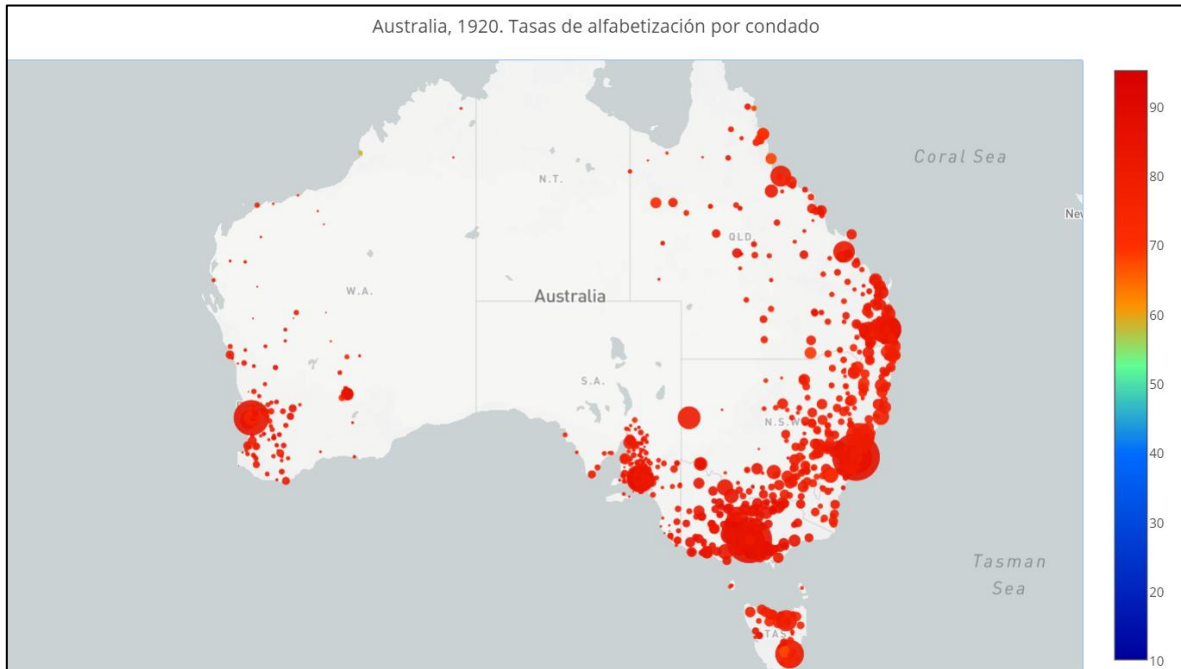 Australia, 1920. Tasas de alfabetización por condado
90
80
70
60
50
40
30
20
10
Coral Sea
N.T.
New
QLD.
W.A.
Australia
S.A.
N.S.W
Tasman
Sea
TAS